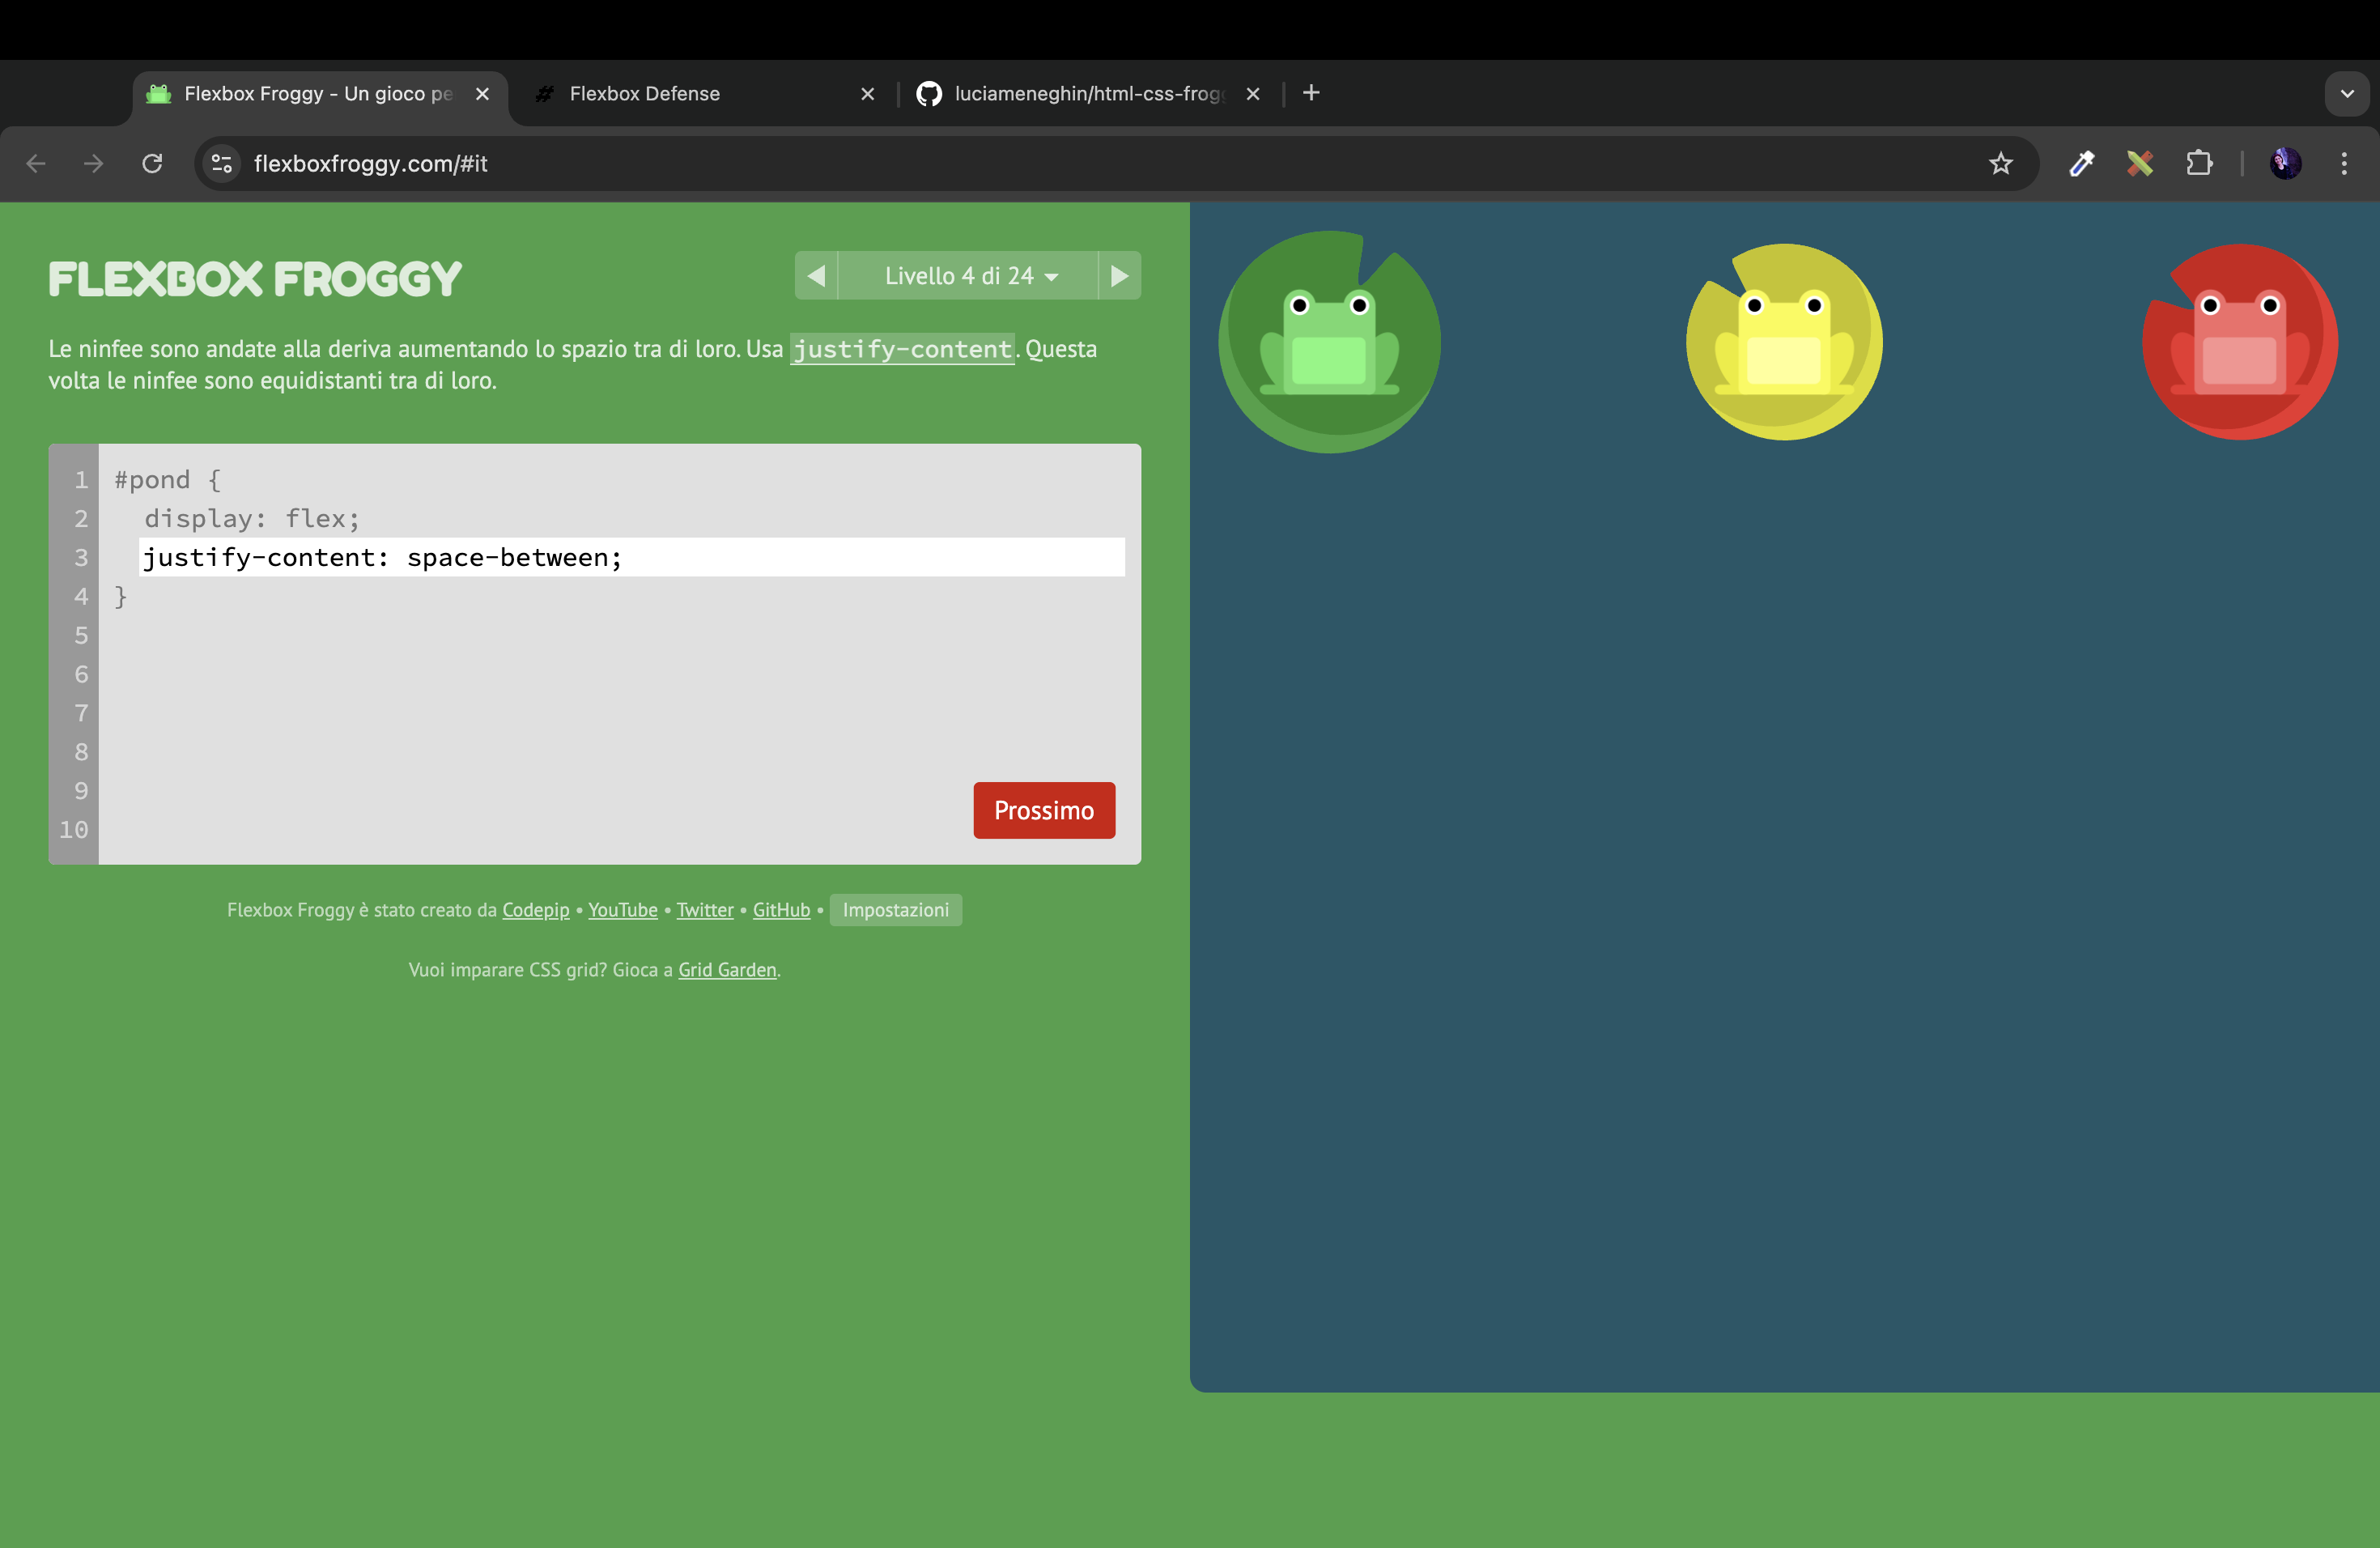 Flexbox Froggy - Un gioco pe
Flexbox Defense
luciameneghin/html-css-frogg
flexboxfroggy.com/#it
FLEXBOX FROGGY
Livello 4 di 24
Le ninfee sono andate alla deriva aumentando lo spazio tra di loro. Usa justify-content. Questa
volta le ninfee sono equidistanti tra di loro.
1 #pond {
2 display: flex;
3 justify-content: space-between;
4 }
5
6
7
8
9
10
Prossimo
Flexbox Froggy è stato creato da Codepip • YouTube • Twitter • GitHub • Impostazioni
Vuoi imparare CSS grid? Gioca a Grid Garden.